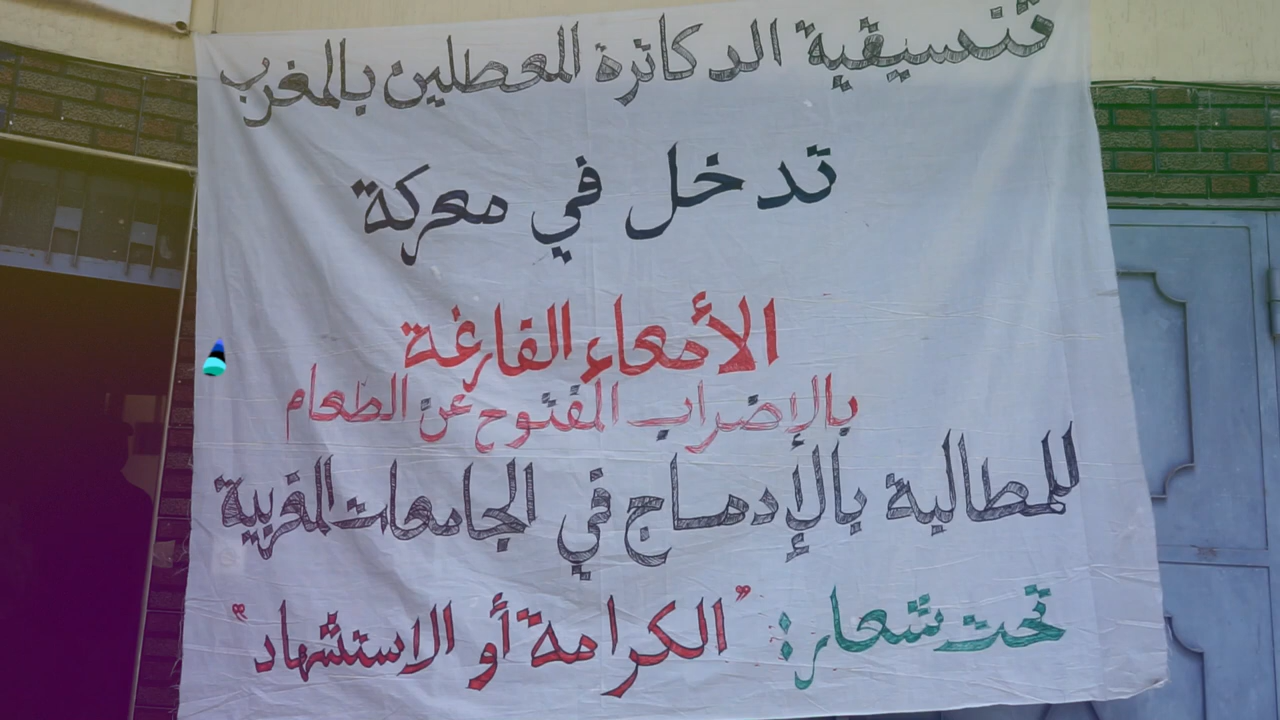 تنسيقية الدكاترة المعطلين بالمغرب
تدخل في معركة
الأمعاء الفارغة
بالإضراب المفتوح عن الطعام
للمطالبة بالإدماج في الجامعات المغربية
تحت شعار: "الكرامة أو الاستشهاد"